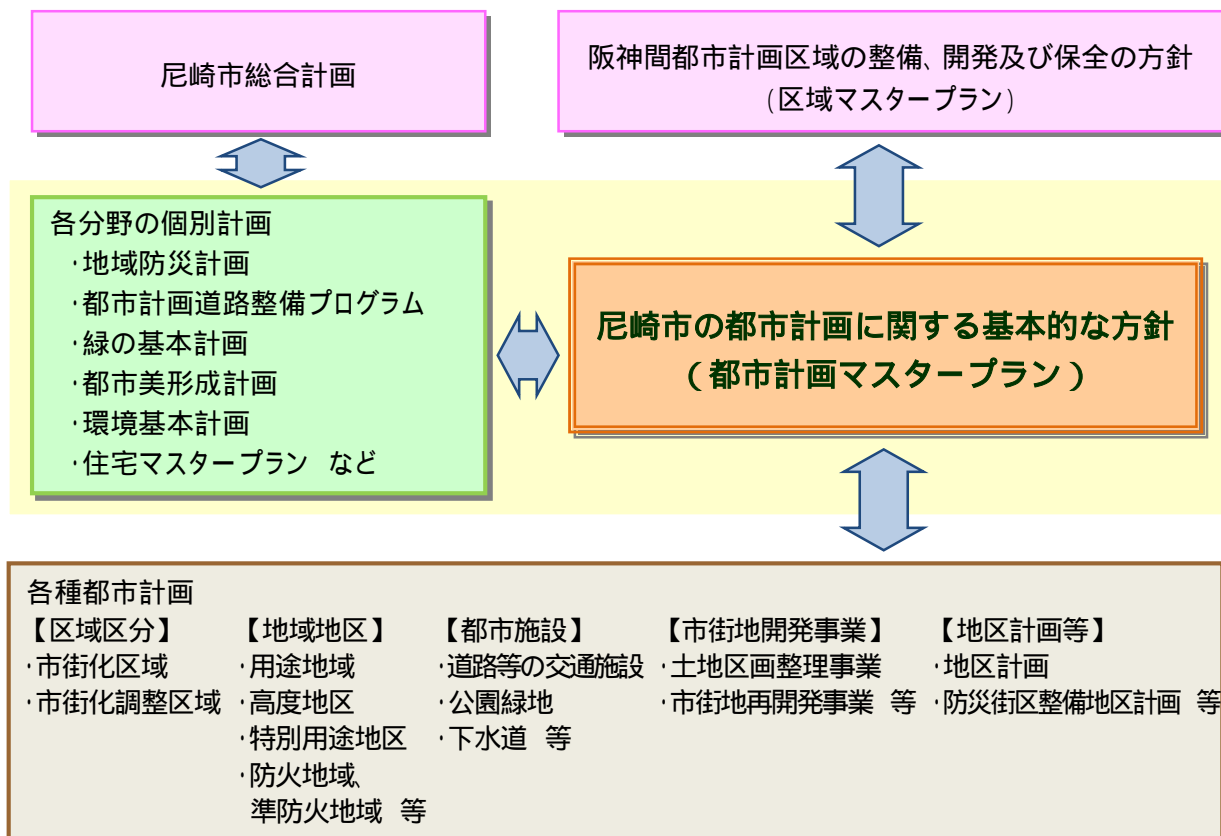 尼崎市総合計画
阪神間都市計画区域の整備、開発及び保全の方針
(区域マスタープラン)
各分野の個別計画
・地域防災計画
・都市計画道路整備プログラム
・緑の基本計画
・都市美形成計画
・環境基本計画
・住宅マスタープラン など
尼崎市の都市計画に関する基本的な方針
(都市計画マスタープラン)
各種都市計画
【区域区分】
・市街化区域
・市街化調整区域
【地域地区】
・用途地域
・高度地区
・特別用途地区
・防火地域、
準防火地域 等
【都市施設】
・道路等の交通施設
・公園緑地
・下水道 等
【市街地開発事業】
・土地区画整理事業
・市街地再開発事業 等
【地区計画等】
・地区計画
・防災街区整備地区計画 等